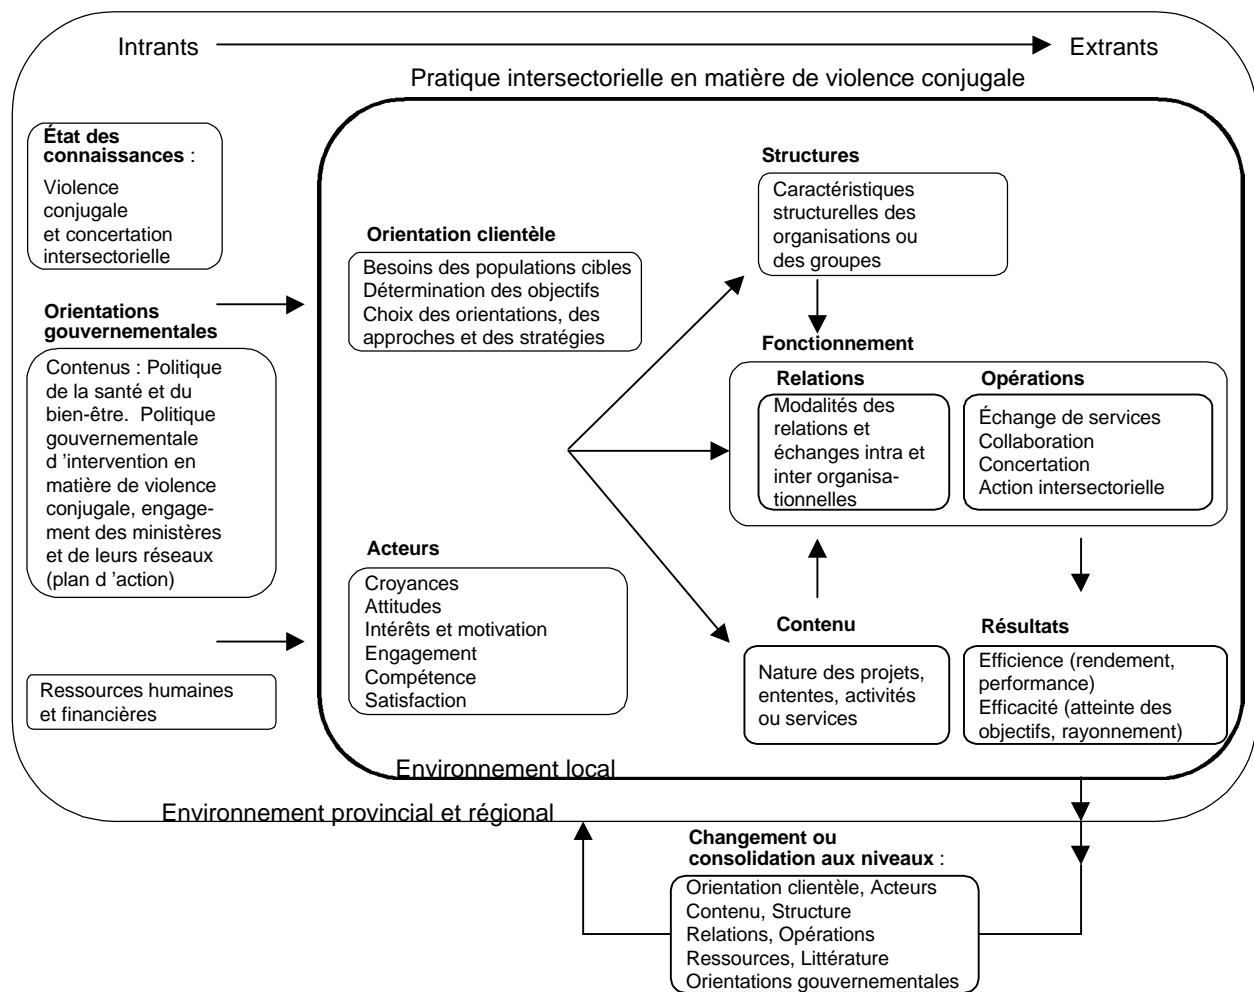 Intrants
Extrants
Pratique intersectorielle en matière de violence conjugale
État des
connaissances :
Violence
conjugale
et concertation
intersectorielle
Orientations
gouvernementales
Contenus : Politique
de la santé et du
bien-être.  Politique
gouvernementale
d ’intervention en
matière de violence
conjugale, engage-
ment des ministères
et de leurs réseaux
(plan d ’action)
Ressources humaines
et financières
Orientation clientèle
Besoins des populations cibles
Détermination des objectifs
Choix des orientations, des
approches et des stratégies
Acteurs
Croyances
Attitudes
Intérêts et motivation
Engagement
Compétence
Satisfaction
Structures
Caractéristiques
structurelles des
organisations ou
des groupes
Fonctionnement
Relations
Modalités des
relations et
échanges intra et
inter organisa-
tionnelles
Opérations
Échange de services
Collaboration
Concertation
Action intersectorielle
Contenu
Nature des projets,
ententes, activités
ou services
Résultats
Efficience (rendement,
performance)
Efficacité (atteinte des
objectifs, rayonnement)
Environnement local
Environnement provincial et régional
Changement ou
consolidation aux niveaux :
Orientation clientèle, Acteurs
Contenu, Structure
Relations, Opérations
Ressources, Littérature
Orientations gouvernementales